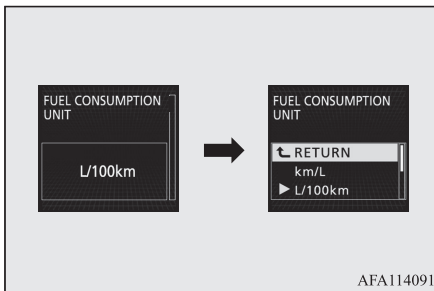 FUEL CONSUMPTION
UNIT
L/100km
FUEL CONSUMPTION
UNIT
RETURN
km/L
L/100km
AFA114091